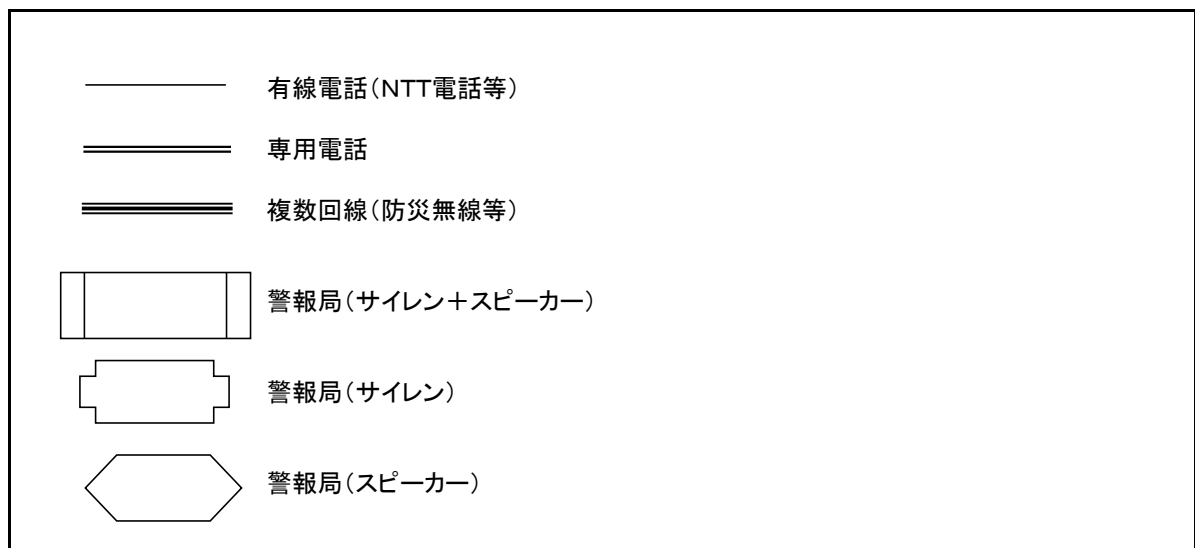 有線電話（NTT電話等）
専用電話
複数回線（防災無線等）
警報局（サイレン＋スピーカー）
警報局（サイレン）
警報局（スピーカー）